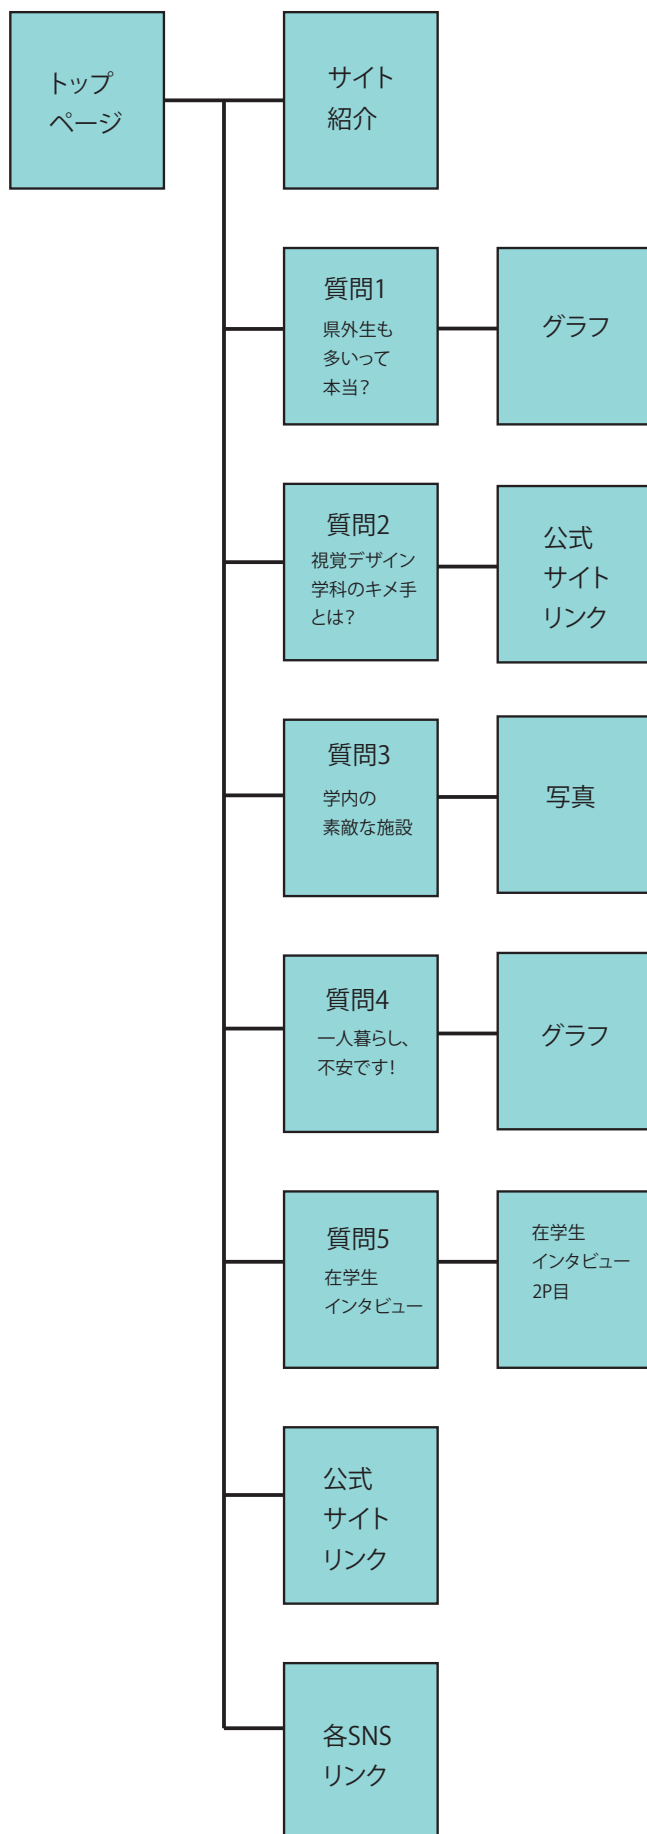 トップ
ページ
サイト
紹介
質問1
県外生も
多いって
本当？
グラフ
質問2
視覚デザイン
学科のキメ手
とは？
公式
サイト
リンク
質問3
学内の
素敵な施設
写真
質問4
一人暮らし、
不安です！
グラフ
質問5
在学生
インタビュー
在学生
インタビュー
2P目
公式
サイト
リンク
各SNS
リンク